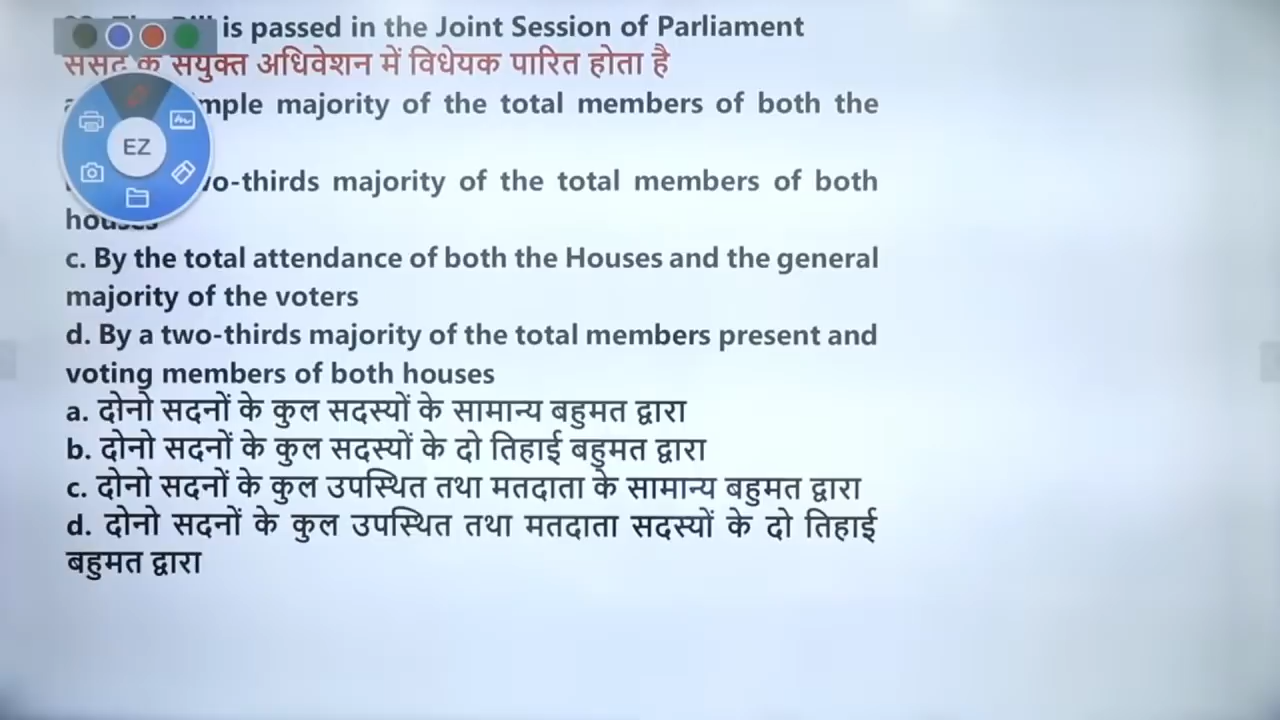 is passed in the Joint Session of Parliament
संसद के संयुक्त अधिवेशन में विधेयक पारित होता है
majority of the total members of both the
majority of the total members of both
houses
c. By the total attendance of both the Houses and the general
majority of the voters
d. By a two-thirds majority of the total members present and
voting members of both houses
a. दोनो सदनों के कुल सदस्यों के सामान्य बहुमत द्वारा
b. दोनो सदनों के कुल सदस्यों के दो तिहाई बहुमत द्वारा
c. दोनो सदनों के कुल उपस्थित तथा मतदाता के सामान्य बहुमत द्वारा
d. दोनो सदनों के कुल उपस्थित तथा मतदाता सदस्यों के दो तिहाई
बहुमत द्वारा
EZ